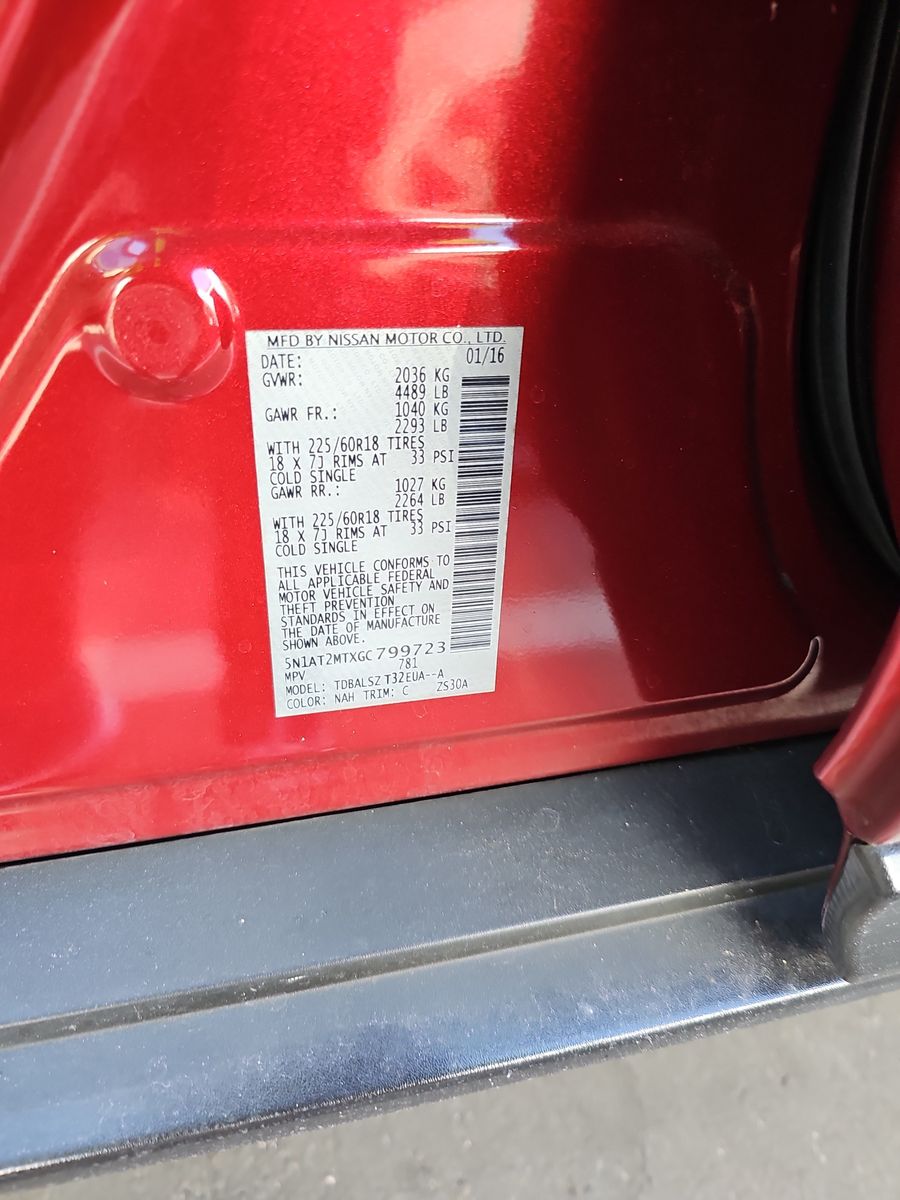 MFD BY NISSAN MOTOR CO., LTD.
DATE: 01/16
GVWR: 2036 KG
4489 LB
GAWR FR.: 1040 KG
2293 LB
WITH 225/60R18 TIRES
18 X 7J RIMS AT 33 PSI
COLD SINGLE
GAWR RR.: 1027 KG
2264 LB
WITH 225/60R18 TIRES
18 X 7J RIMS AT 33 PSI
COLD SINGLE
THIS VEHICLE CONFORMS TO
ALL APPLICABLE FEDERAL
MOTOR VEHICLE SAFETY AND
THEFT PREVENTION
STANDARDS IN EFFECT ON
THE DATE OF MANUFACTURE
SHOWN ABOVE.
5N1AT2MTXGC799723
MPV 781
MODEL: TDBALSZ T32EUA--A
COLOR: NAH TRIM: C ZS30A